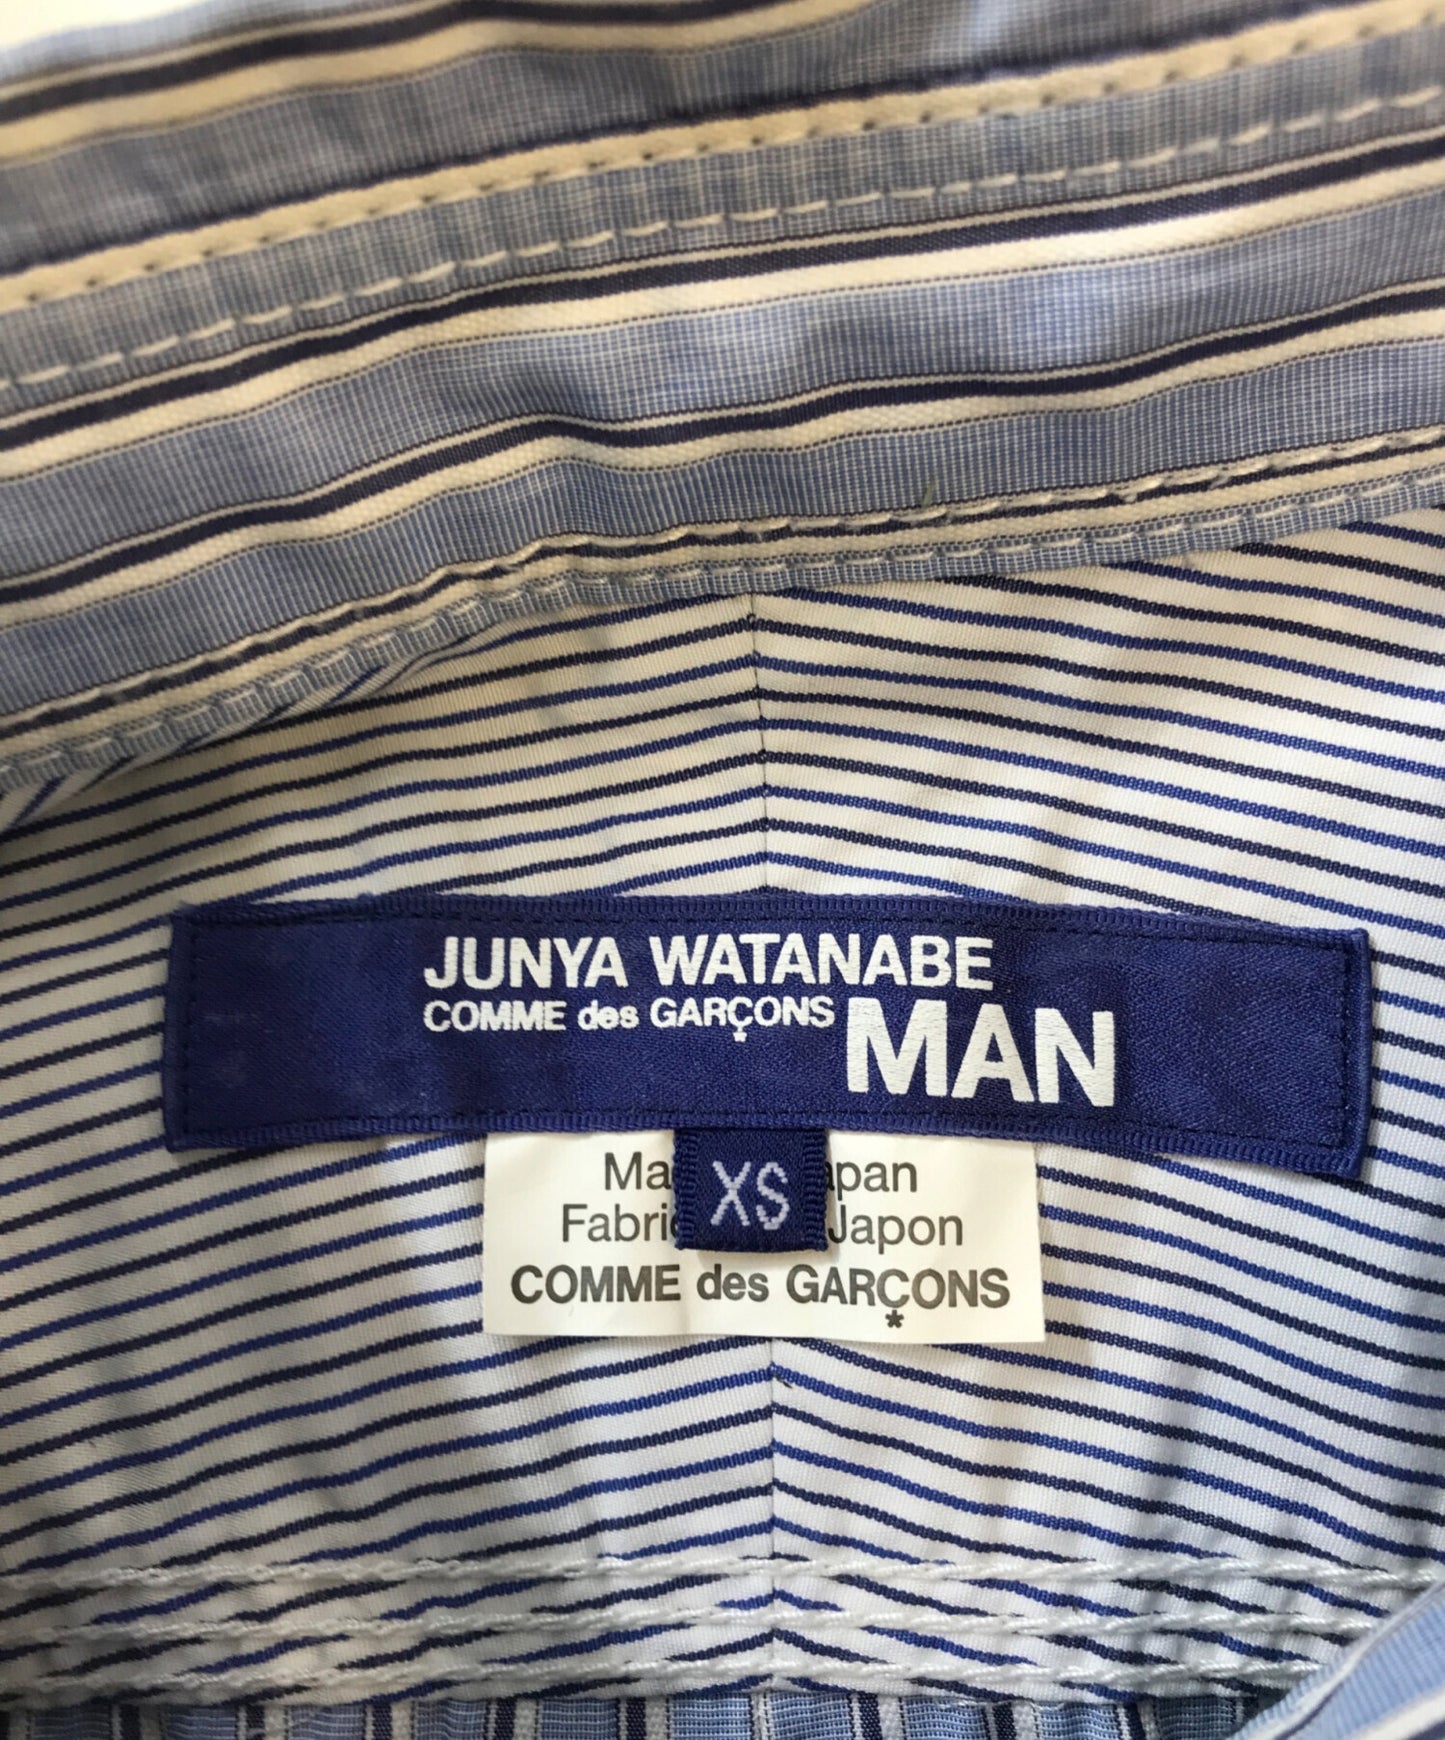 JUNYA WATANABE
COMME des GARÇONS MAN
XS
Ma apan
Fabri Japon
COMME des GARÇONS
*